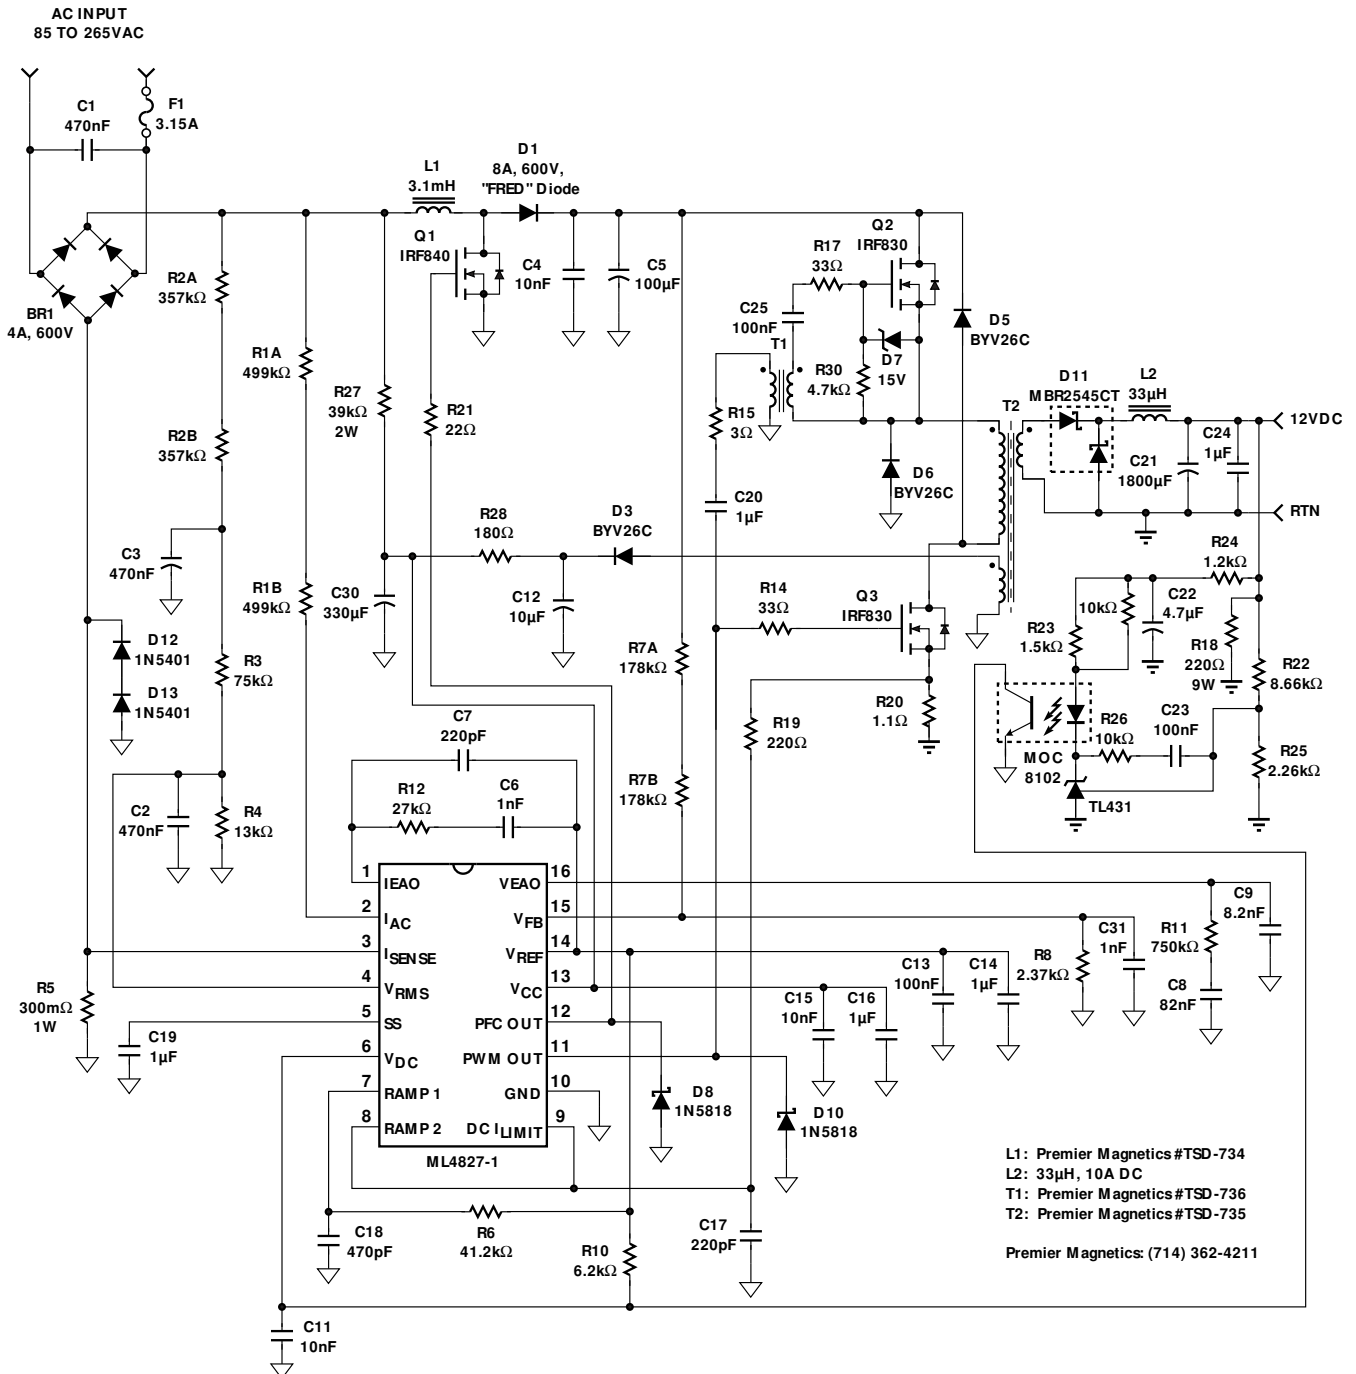 AC INPUT
85 TO 265VAC
C1
470nF
F1
3.15A
L1
3.1mH
D1
8A, 600V,
"FRED" Diode
Q1
IRF840
C4
10nF
C5
100µF
R17
33Ω
Q2
IRF830
C25
100nF
T1
D7
15V
R30
4.7kΩ
D5
BYV26C
BR1
4A, 600V
R2A
357kΩ
R1A
499kΩ
R27
39kΩ
2W
R21
22Ω
R15
3Ω
D6
BYV26C
T2
D11
MBR2545CT
L2
33µH
C21
1800µF
C24
1µF
12VDC
RTN
R2B
357kΩ
C20
1µF
R28
180Ω
D3
BYV26C
C3
470nF
R1B
499kΩ
C30
330µF
C12
10µF
R14
33Ω
Q3
IRF830
R24
1.2kΩ
10kΩ
C22
4.7µF
R23
1.5kΩ
R18
220Ω
9W
R22
8.66kΩ
D12
1N5401
D13
1N5401
R3
75kΩ
R7A
178kΩ
R20
1.1Ω
R19
220Ω
R26
10kΩ
C23
100nF
R25
2.26kΩ
MOC
8102
TL431
C7
220pF
R12
27kΩ
C6
1nF
R7B
178kΩ
C2
470nF
R4
13kΩ
1 IEAO VEAO 16
2 IAC VFB 15
3 ISENSE VREF 14
4 VRMS VCC 13
5 SS PFC OUT 12
6 VDC PWM OUT 11
7 RAMP 1 GND 10
8 RAMP 2 DC ILIMIT 9
ML4827-1
R5
300mΩ
1W
C19
1µF
C9
8.2nF
R11
750kΩ
C8
82nF
C31
1nF
R8
2.37kΩ
C13
100nF
C14
1µF
C15
10nF
C16
1µF
D8
1N5818
D10
1N5818
C18
470pF
R6
41.2kΩ
R10
6.2kΩ
C17
220pF
C11
10nF
L1: Premier Magnetics #TSD-734
L2: 33µH, 10A DC
T1: Premier Magnetics #TSD-736
T2: Premier Magnetics #TSD-735
Premier Magnetics: (714) 362-4211